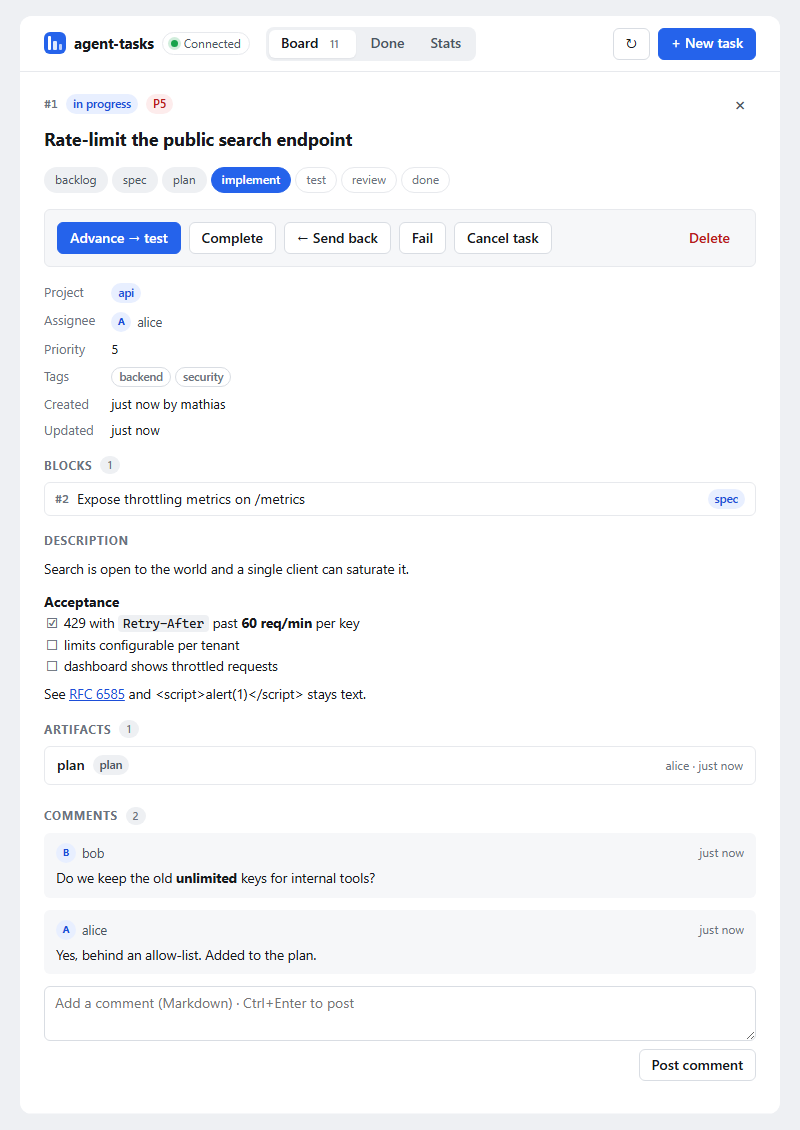 agent-tasks Connected Board 11 Done Stats ↻ + New task
#1 in progress P5 ×
Rate-limit the public search endpoint
backlog spec plan implement test review done
Advance → test Complete ← Send back Fail Cancel task Delete
Project api
Assignee A alice
Priority 5
Tags backend security
Created just now by mathias
Updated just now
BLOCKS 1
#2 Expose throttling metrics on /metrics spec
DESCRIPTION
Search is open to the world and a single client can saturate it.
Acceptance
☑ 429 with Retry-After past 60 req/min per key
☐ limits configurable per tenant
☐ dashboard shows throttled requests
See RFC 6585 and <script>alert(1)</script> stays text.
ARTIFACTS 1
plan plan alice · just now
COMMENTS 2
B bob just now
Do we keep the old unlimited keys for internal tools?
A alice just now
Yes, behind an allow-list. Added to the plan.
Add a comment (Markdown) · Ctrl+Enter to post
Post comment